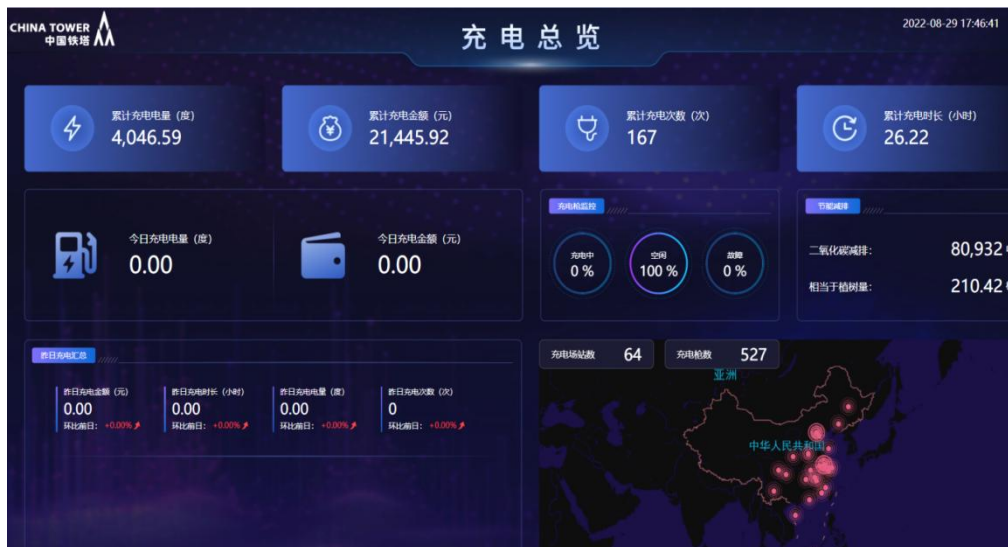 CHINA TOWER
中国铁塔
充电总览
2022-08-29 17:46:41
累计充电电量（度）
4,046.59
累计充电金额（元）
21,445.92
累计充电次数（次）
167
累计充电时长（小时）
26.22
今日充电电量（度）
0.00
今日充电金额（元）
0.00
充电枪监控
充电中
0 %
空闲
100 %
故障
0 %
节能减排
二氧化碳减排：
80,932
相当于植树量：
210.42
昨日充电汇总
昨日充电金额（元）
0.00
环比前日： +0.00%
昨日充电时长（小时）
0.00
环比前日： +0.00%
昨日充电电量（度）
0.00
环比前日： +0.00%
昨日充电次数（次）
0
环比前日： +0.00%
充电场站数 64
充电枪数 527
亚洲
中华人民共和国